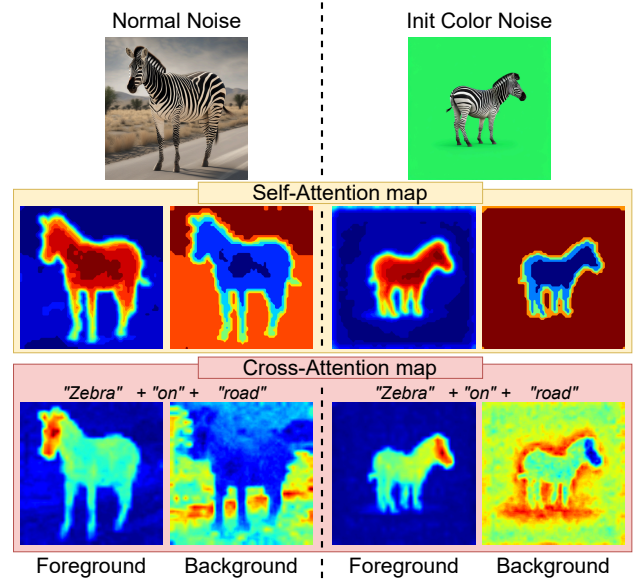 Normal Noise
Init Color Noise
Self-Attention map
Cross-Attention map
"Zebra" + "on" + "road"
"Zebra" + "on" + "road"
Foreground
Background
Foreground
Background